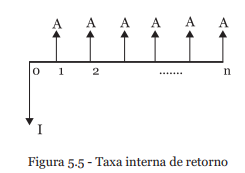 A A A A A A
0 1 2 ....... n
I
Figura 5.5 - Taxa interna de retorno